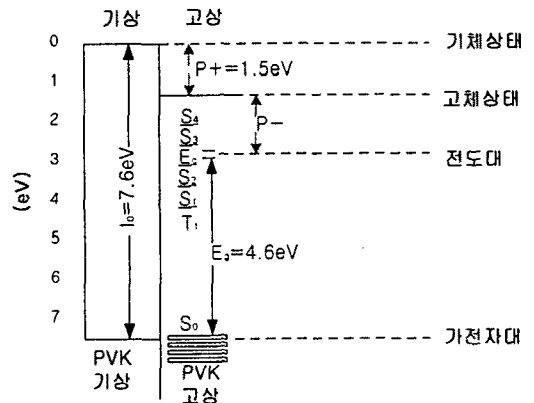 기상 고상
0 기체상태
P+=1.5eV
1 고체상태
2 S₄ P−
S₃
3 E꜀ 전도대
S₂
4 S₁
T₁
(eV)
I₀=7.6eV
5 E₉=4.6eV
6
7 S₀
가전자대
PVK PVK
기상 고상